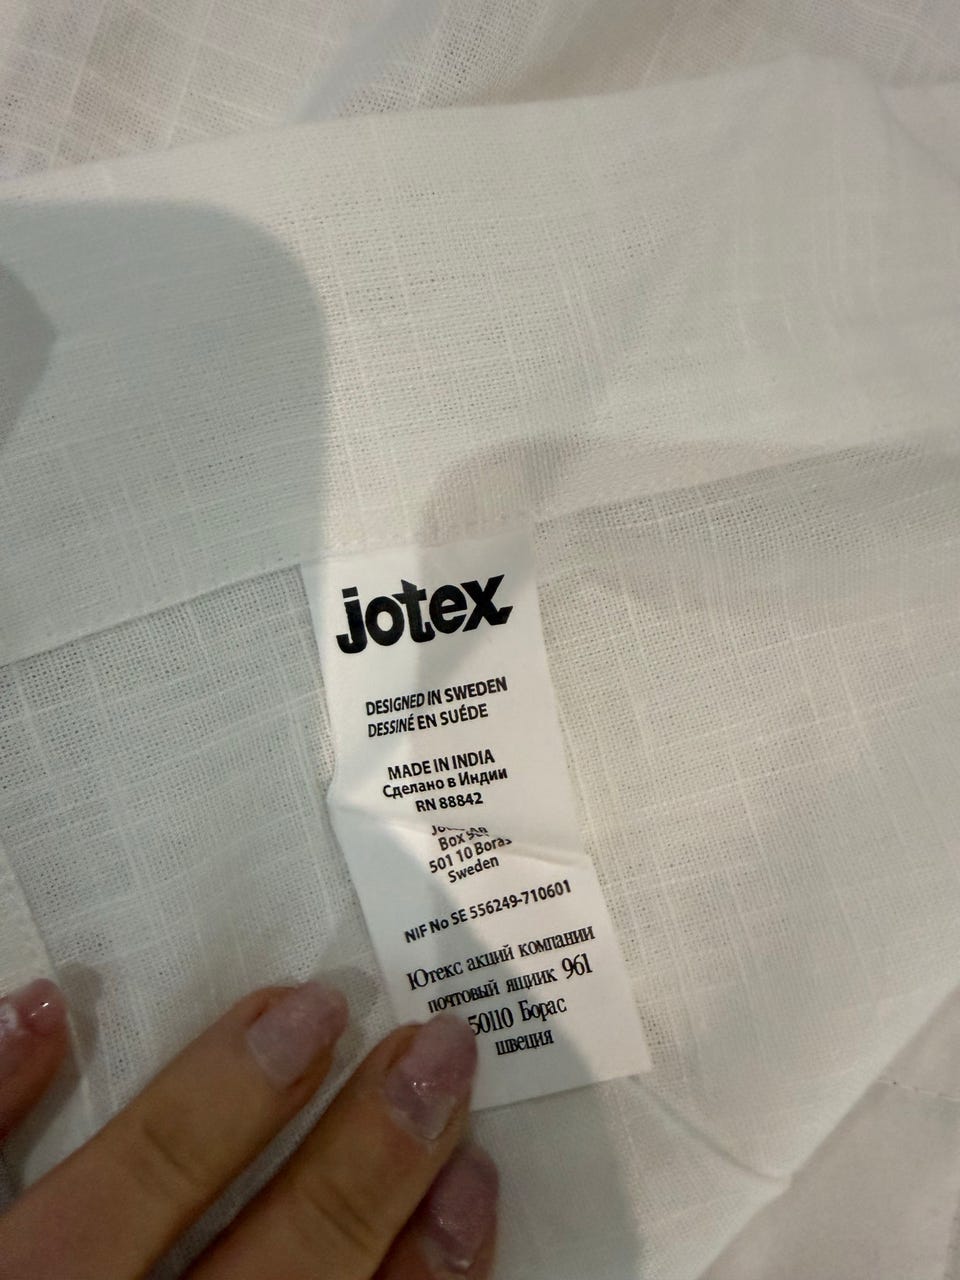 jotex
DESIGNED IN SWEDEN
DESSINÉ EN SUÉDE
MADE IN INDIA
Сделано в Индии
RN 88842
Box
501 10 Boras
Sweden
NIF No SE 556249-710601
Ютекс акций компании
почтовый ящик 961
50110 Борас
швеция